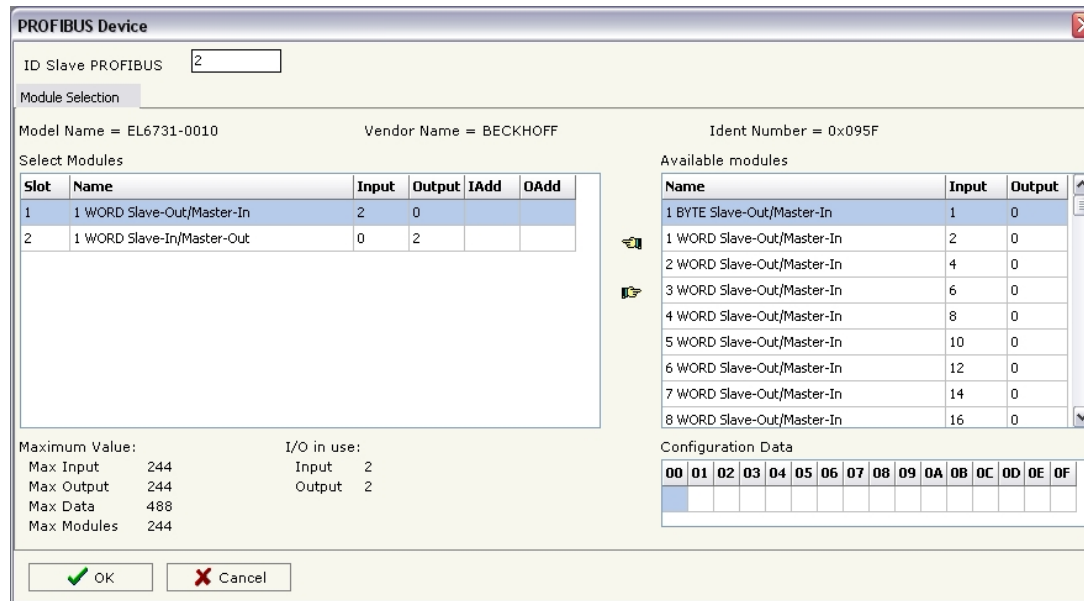 PROFIBUS Device
ID Slave PROFIBUS 2
Module Selection
Model Name = EL6731-0010 Vendor Name = BECKHOFF Ident Number = 0x095F
Select Modules
Slot Name Input Output IAdd OAdd
1 1 WORD Slave-Out/Master-In 2 0
2 1 WORD Slave-In/Master-Out 0 2
Available modules
Name Input Output
1 BYTE Slave-Out/Master-In 1 0
1 WORD Slave-Out/Master-In 2 0
2 WORD Slave-Out/Master-In 4 0
3 WORD Slave-Out/Master-In 6 0
4 WORD Slave-Out/Master-In 8 0
5 WORD Slave-Out/Master-In 10 0
6 WORD Slave-Out/Master-In 12 0
7 WORD Slave-Out/Master-In 14 0
8 WORD Slave-Out/Master-In 16 0
Maximum Value:
Max Input 244
Max Output 244
Max Data 488
Max Modules 244
I/O in use:
Input 2
Output 2
Configuration Data
00 01 02 03 04 05 06 07 08 09 0A 0B 0C 0D 0E 0F
OK Cancel